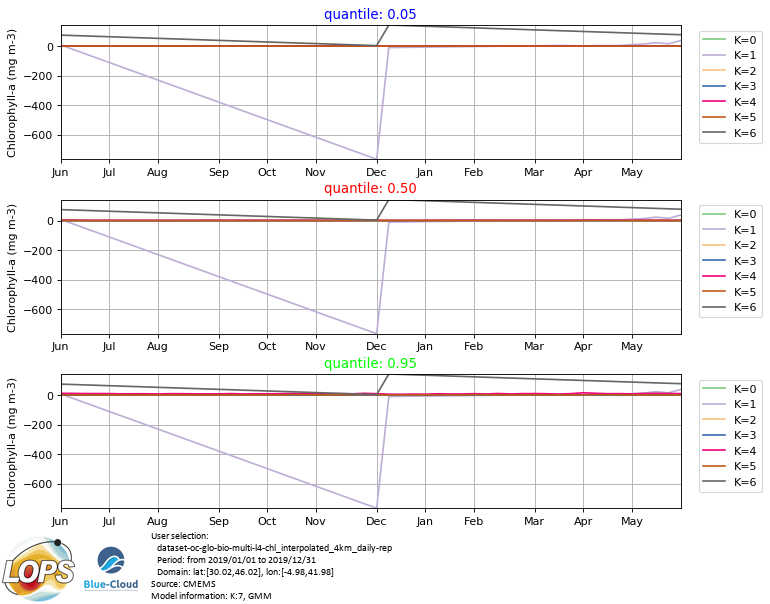 quantile: 0.05
Chlorophyll-a (mg m-3)
0
−200
−400
−600
Jun Jul Aug Sep Oct Nov Dec Jan Feb Mar Apr May
K=0
K=1
K=2
K=3
K=4
K=5
K=6
quantile: 0.50
Chlorophyll-a (mg m-3)
0
−200
−400
−600
Jun Jul Aug Sep Oct Nov Dec Jan Feb Mar Apr May
K=0
K=1
K=2
K=3
K=4
K=5
K=6
quantile: 0.95
Chlorophyll-a (mg m-3)
0
−200
−400
−600
Jun Jul Aug Sep Oct Nov Dec Jan Feb Mar Apr May
K=0
K=1
K=2
K=3
K=4
K=5
K=6
LOPS
Blue-Cloud
User selection:
dataset-oc-glo-bio-multi-l4-chl_interpolated_4km_daily-rep
Period: from 2019/01/01 to 2019/12/31
Domain: lat:[30.02,46.02], lon:[-4.98,41.98]
Source: CMEMS
Model information: K:7, GMM